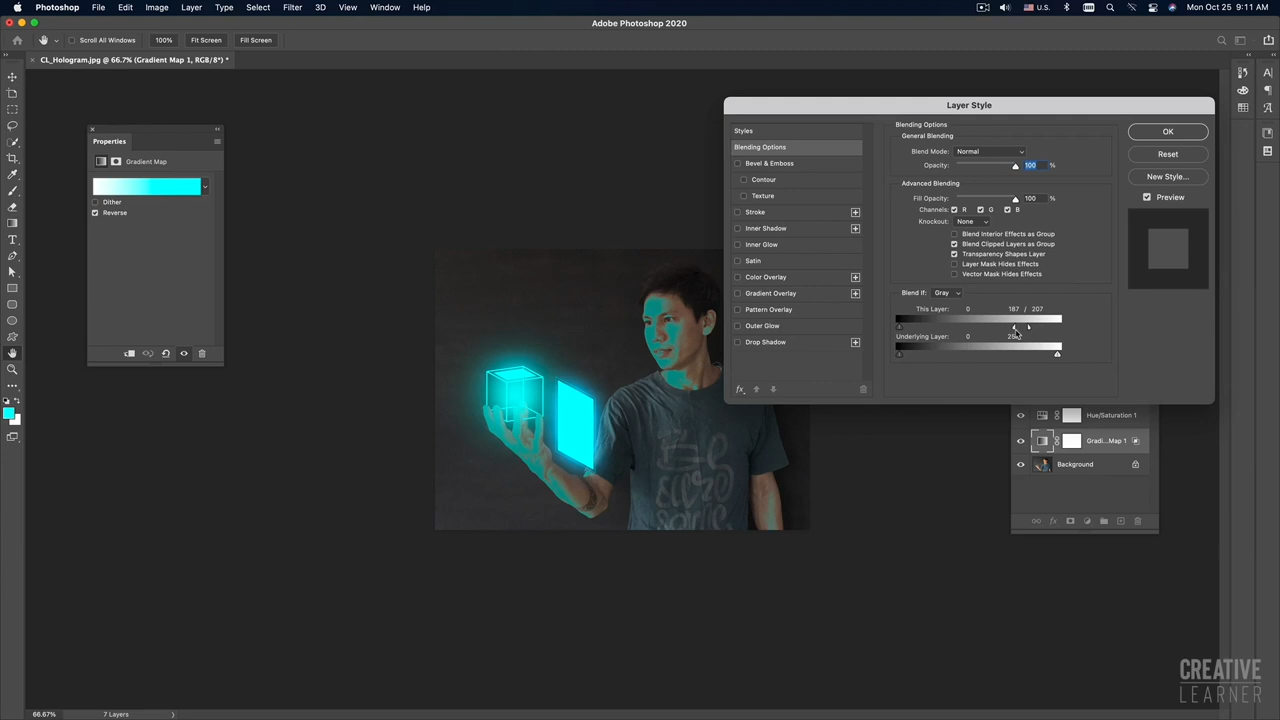 Photoshop File Edit Image Layer Type Select Filter 3D View Window Help U.S. Mon Oct 25 9:11 AM
Adobe Photoshop 2020
Scroll All Windows 100% Fit Screen Fill Screen
CL_Hologram.jpg @ 66.7% (Gradient Map 1, RGB/8*) *
Properties
Gradient Map
Dither
Reverse
Layer Style
Styles
Blending Options
Bevel & Emboss
Contour
Texture
Stroke
Inner Shadow
Inner Glow
Satin
Color Overlay
Gradient Overlay
Pattern Overlay
Outer Glow
Drop Shadow
fx
Blending Options
General Blending
Blend Mode: Normal
Opacity: 100 %
Advanced Blending
Fill Opacity: 100 %
Channels: R G B
Knockout: None
Blend Interior Effects as Group
Blend Clipped Layers as Group
Transparency Shapes Layer
Layer Mask Hides Effects
Vector Mask Hides Effects
Blend If: Gray
This Layer: 0 187 / 207
Underlying Layer: 0
OK
Reset
New Style...
Preview
Hue/Saturation 1
Gradi...Map 1
Background
fx
66.67% 7 Layers
CREATIVE
LEARNER